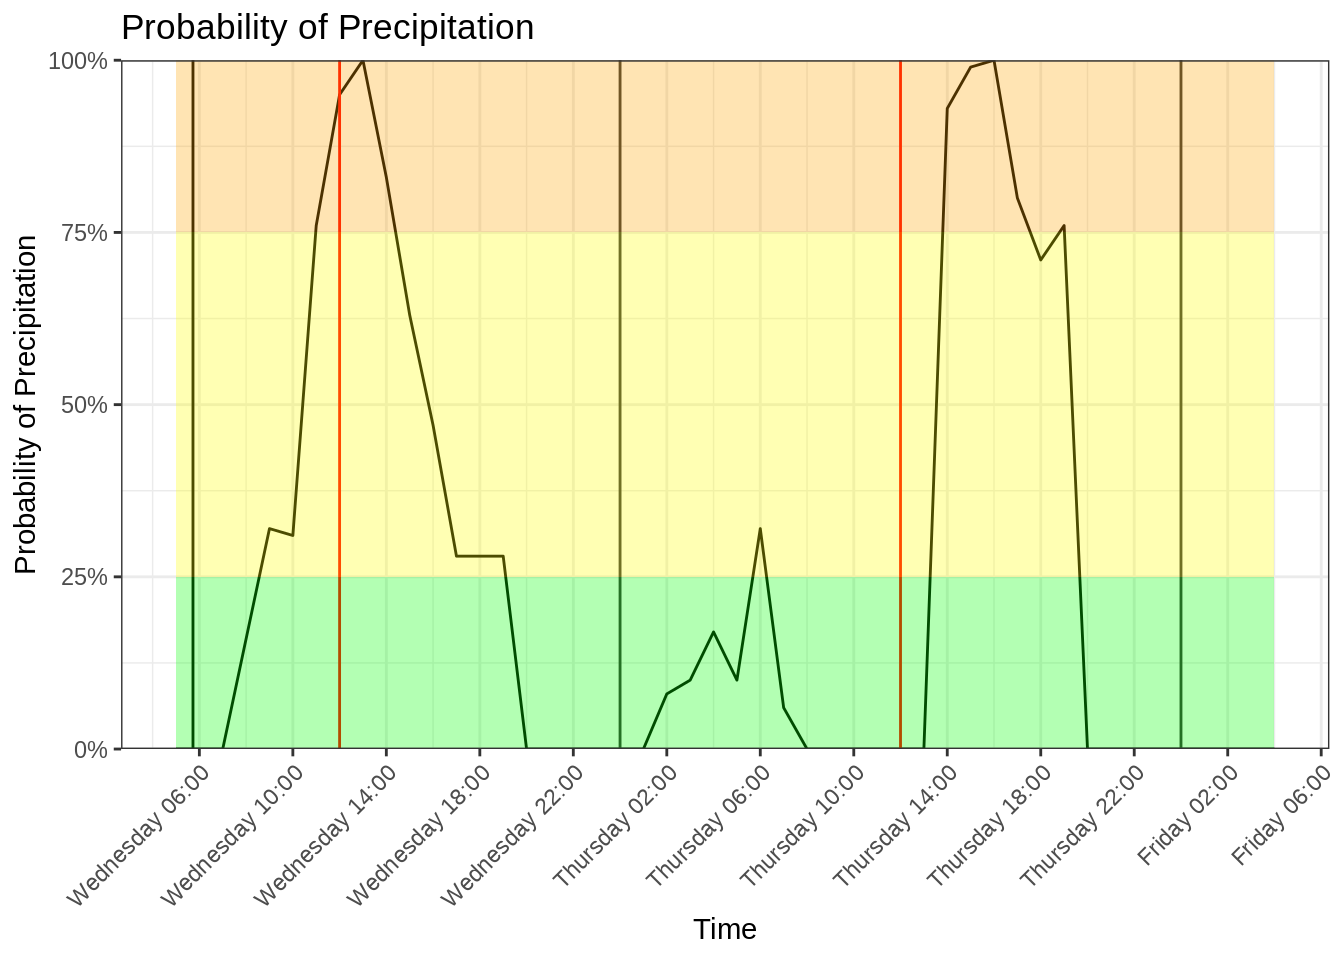 Probability of Precipitation
Probability of Precipitation
100%
75%
50%
25%
0%
Wednesday 06:00
Wednesday 10:00
Wednesday 14:00
Wednesday 18:00
Wednesday 22:00
Thursday 02:00
Thursday 06:00
Thursday 10:00
Thursday 14:00
Thursday 18:00
Thursday 22:00
Friday 02:00
Friday 06:00
Time